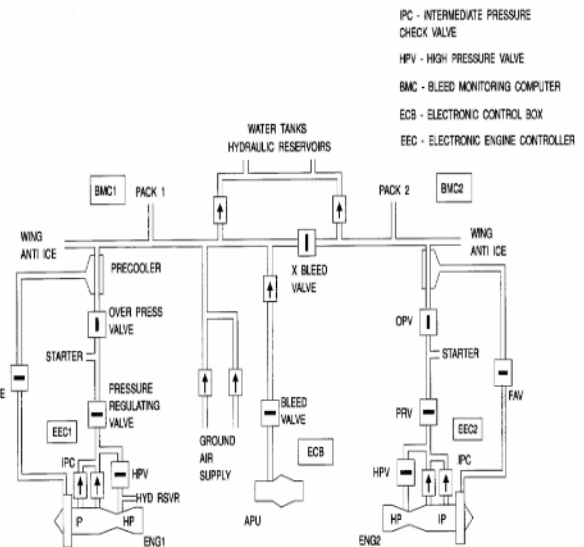 IPC - INTERMEDIATE PRESSURE
CHECK VALVE
HPV - HIGH PRESSURE VALVE
BMC - BLEED MONITORING COMPUTER
ECB - ELECTRONIC CONTROL BOX
EEC - ELECTRONIC ENGINE CONTROLLER
WATER TANKS
HYDRAULIC RESERVOIRS
BMC1
PACK 1
PACK 2
BMC2
WING
ANTI ICE
WING
ANTI ICE
PRECOOLER
X BLEED
VALVE
OVER PRESS
VALVE
OPV
STARTER
STARTER
E
PRESSURE
REGULATING
VALVE
BLEED
VALVE
PRV
FAV
EEC1
GROUND
AIR
SUPPLY
ECB
EEC2
IPC
HPV
HPV
IPC
HYD RSVR
IP
HP
ENG1
APU
ENG2
HP
IP